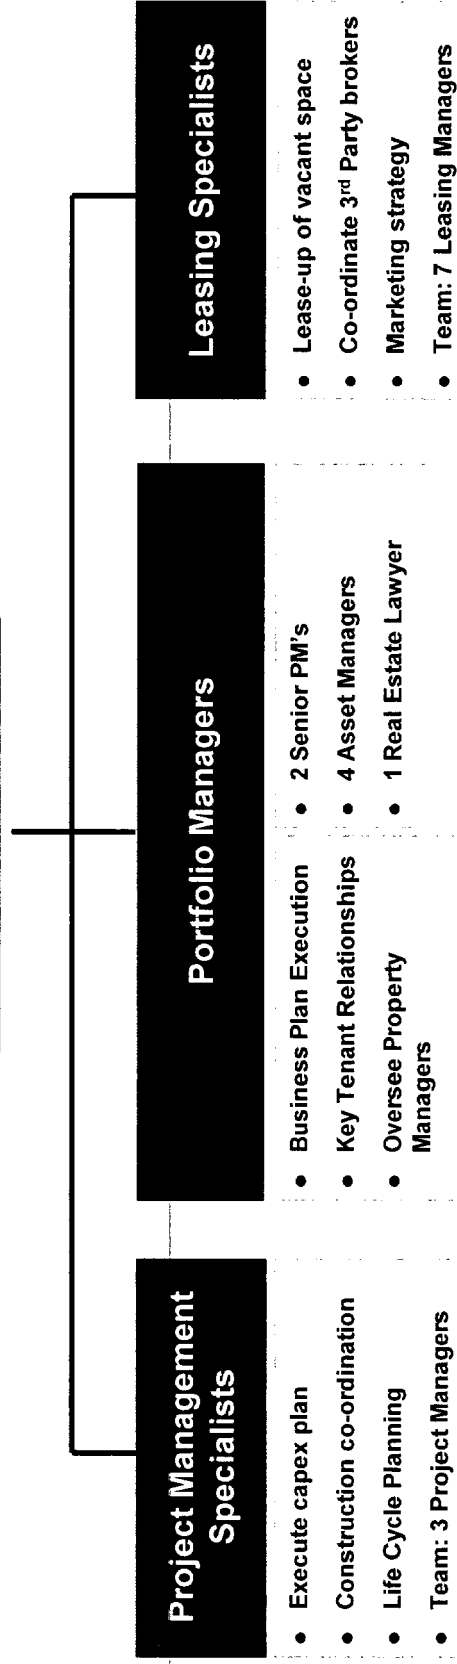 Project Management
Specialists
● Execute capex plan
● Construction co-ordination
● Life Cycle Planning
● Team: 3 Project Managers
Portfolio Managers
● Business Plan Execution
● Key Tenant Relationships
● Oversee Property
Managers
● 2 Senior PM's
● 4 Asset Managers
● 1 Real Estate Lawyer
Leasing Specialists
● Lease-up of vacant space
● Co-ordinate 3rd Party brokers
● Marketing strategy
● Team: 7 Leasing Managers